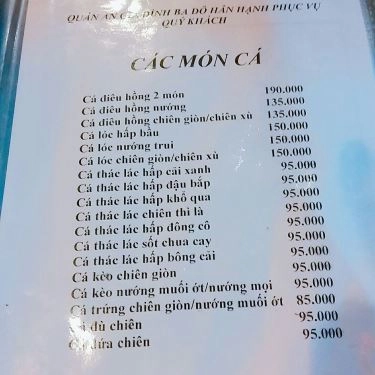 QUÁN ĂN GIA ĐÌNH BA ĐÔ HÂN HẠNH PHỤC VỤ
QUÝ KHÁCH
CÁC MÓN CÁ
Cá diêu hồng 2 món 190.000
Cá diêu hồng nướng 135.000
Cá diêu hồng chiên giòn/chiên xù 135.000
Cá lóc hấp bầu 150.000
Cá lóc nướng trui 150.000
Cá lóc chiên giòn/chiên xù 150.000
Cá thác lác hấp cải xanh 95.000
Cá thác lác hấp đậu bắp 95.000
Cá thác lác hấp khổ qua 95.000
Cá thác lác chiên thì là 95.000
Cá thác lác hấp đông cô 95.000
Cá thác lác sốt chua cay 95.000
Cá thác lác hấp bông cải 95.000
Cá kèo chiên giòn 95.000
Cá kèo nướng muối ớt/nướng mọi 95.000
Cá trứng chiên giòn/nướng muối ớt 85.000
Cá đù chiên 95.000
Cá dứa chiên 95.000